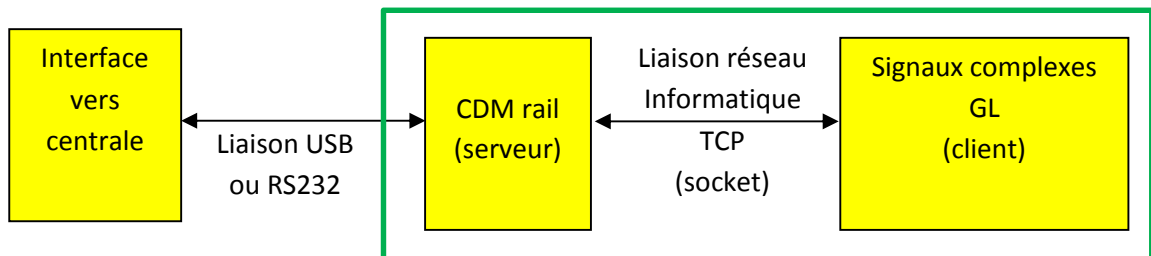 Interface
vers
centrale
Liaison USB
ou RS232
CDM rail
(serveur)
Liaison réseau
Informatique
TCP
(socket)
Signaux complexes
GL
(client)